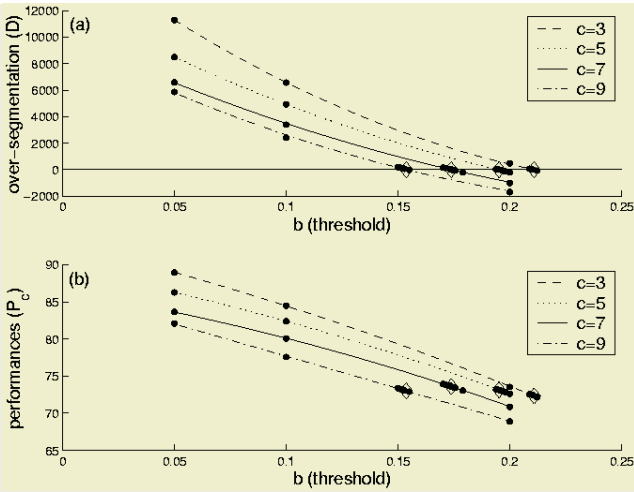 12000
10000
8000
6000
4000
2000
0
−2000
over−segmentation (D)
(a)
c=3
c=5
c=7
c=9
0
0.05
0.1
0.15
0.2
0.25
b (threshold)
90
85
80
75
70
65
performances (Pc)
(b)
c=3
c=5
c=7
c=9
0
0.05
0.1
0.15
0.2
0.25
b (threshold)